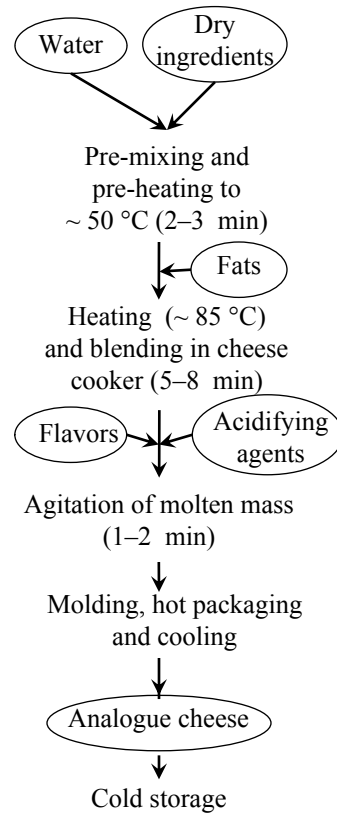 Water
Dry
ingredients
Pre-mixing and
pre-heating to
~ 50 °C (2–3 min)
Fats
Heating (~ 85 °C)
and blending in cheese
cooker (5–8 min)
Flavors
Acidifying
agents
Agitation of molten mass
(1–2 min)
Molding, hot packaging
and cooling
Analogue cheese
Cold storage